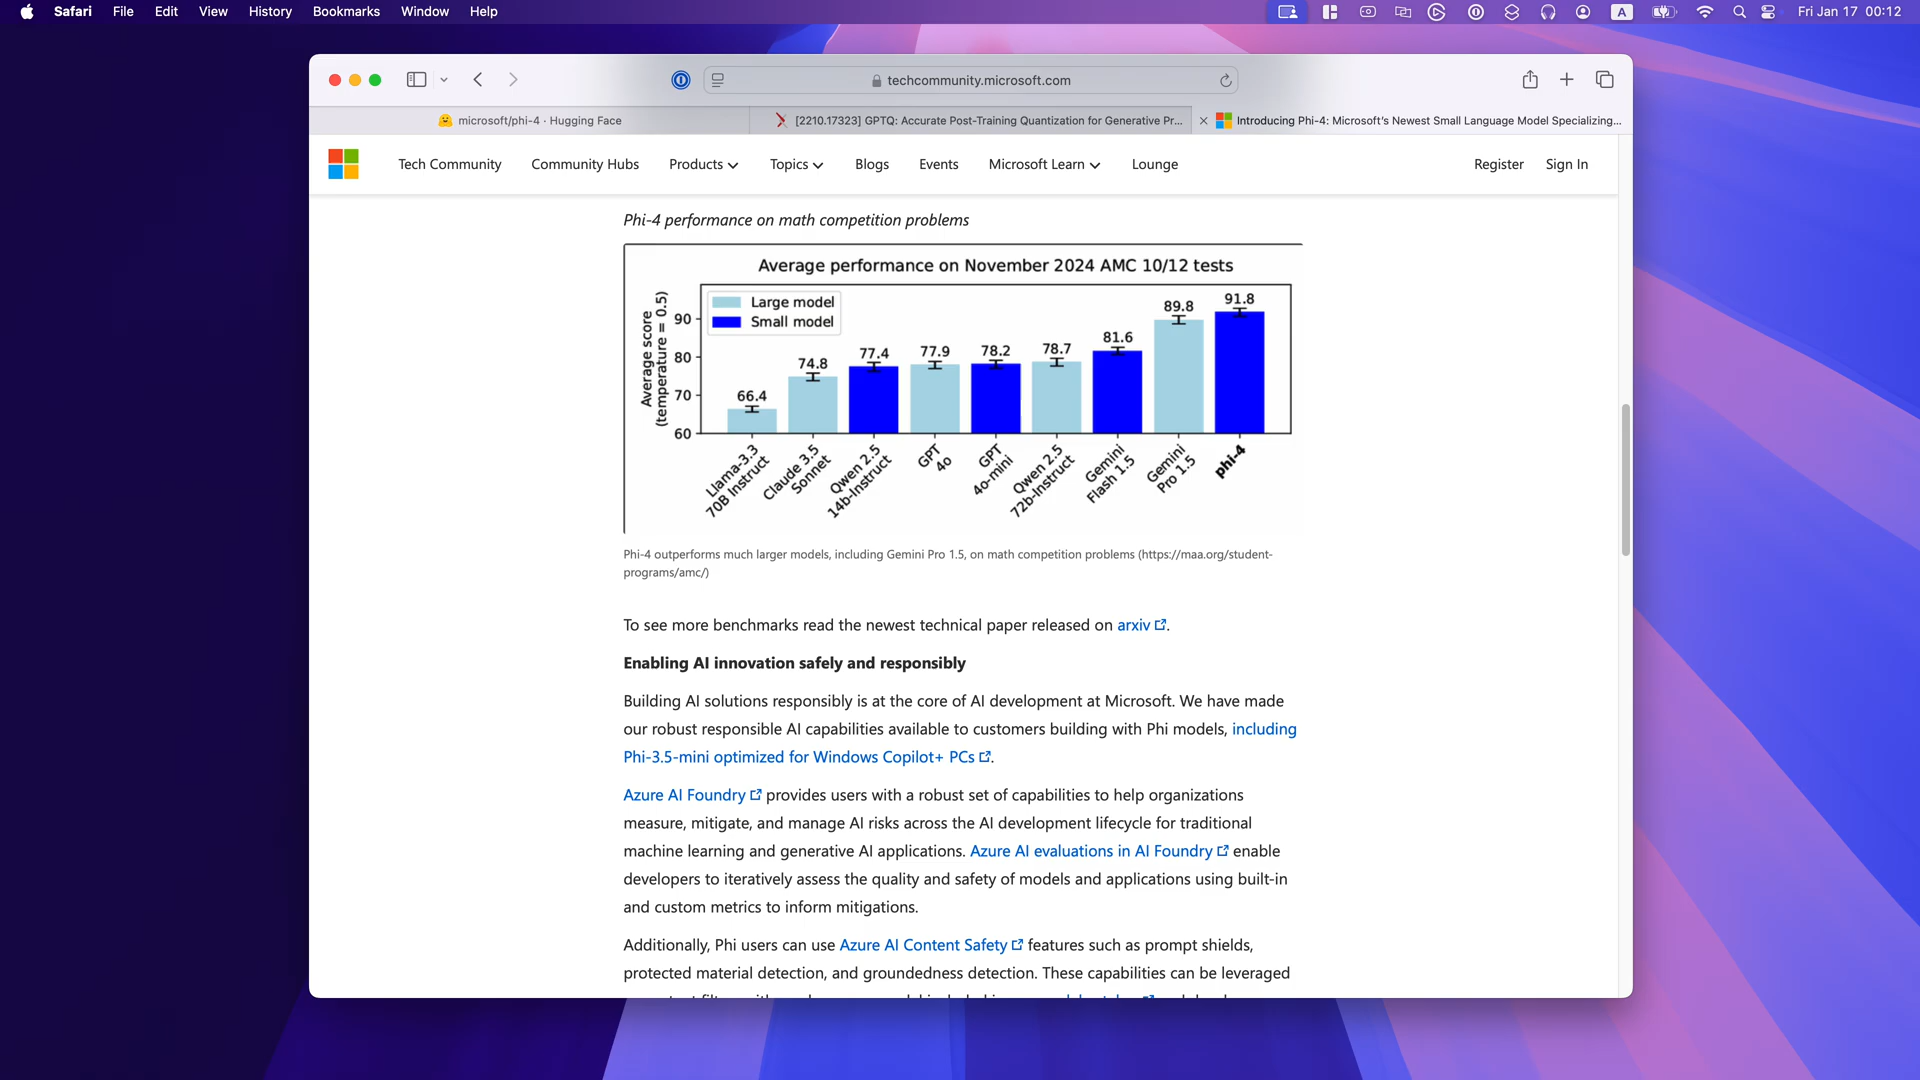 Safari File Edit View History Bookmarks Window Help
A
Fri Jan 17 00:12
techcommunity.microsoft.com
microsoft/phi-4 · Hugging Face
[2210.17323] GPTQ: Accurate Post-Training Quantization for Generative Pr...
Introducing Phi-4: Microsoft's Newest Small Language Model Specializing...
Tech Community Community Hubs Products Topics Blogs Events Microsoft Learn Lounge Register Sign In
Phi-4 performance on math competition problems
Average performance on November 2024 AMC 10/12 tests
Average score
(temperature = 0.5)
90
80
70
60
Large model
Small model
66.4
74.8
77.4
77.9
78.2
78.7
81.6
89.8
91.8
Llama-3.3
70B Instruct
Claude 3.5
Sonnet
Qwen 2.5
14b-Instruct
GPT
4o
GPT
4o-mini
Qwen 2.5
72b-Instruct
Gemini
Flash 1.5
Gemini
Pro 1.5
phi-4
Phi-4 outperforms much larger models, including Gemini Pro 1.5, on math competition problems (https://maa.org/student-
programs/amc/)
To see more benchmarks read the newest technical paper released on arxiv.
Enabling AI innovation safely and responsibly
Building AI solutions responsibly is at the core of AI development at Microsoft. We have made
our robust responsible AI capabilities available to customers building with Phi models, including
Phi-3.5-mini optimized for Windows Copilot+ PCs.
Azure AI Foundry provides users with a robust set of capabilities to help organizations
measure, mitigate, and manage AI risks across the AI development lifecycle for traditional
machine learning and generative AI applications. Azure AI evaluations in AI Foundry enable
developers to iteratively assess the quality and safety of models and applications using built-in
and custom metrics to inform mitigations.
Additionally, Phi users can use Azure AI Content Safety features such as prompt shields,
protected material detection, and groundedness detection. These capabilities can be leveraged